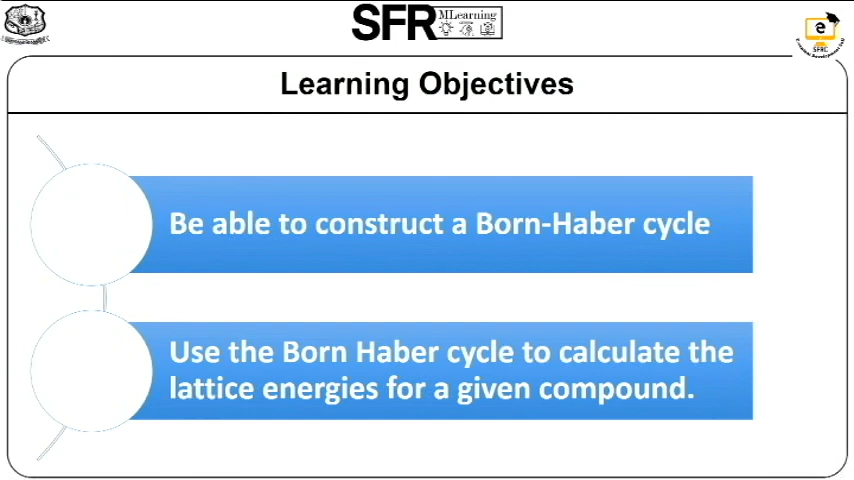 SFR MLearning
e
SFRC
Learning Objectives
Be able to construct a Born-Haber cycle
Use the Born Haber cycle to calculate the
lattice energies for a given compound.